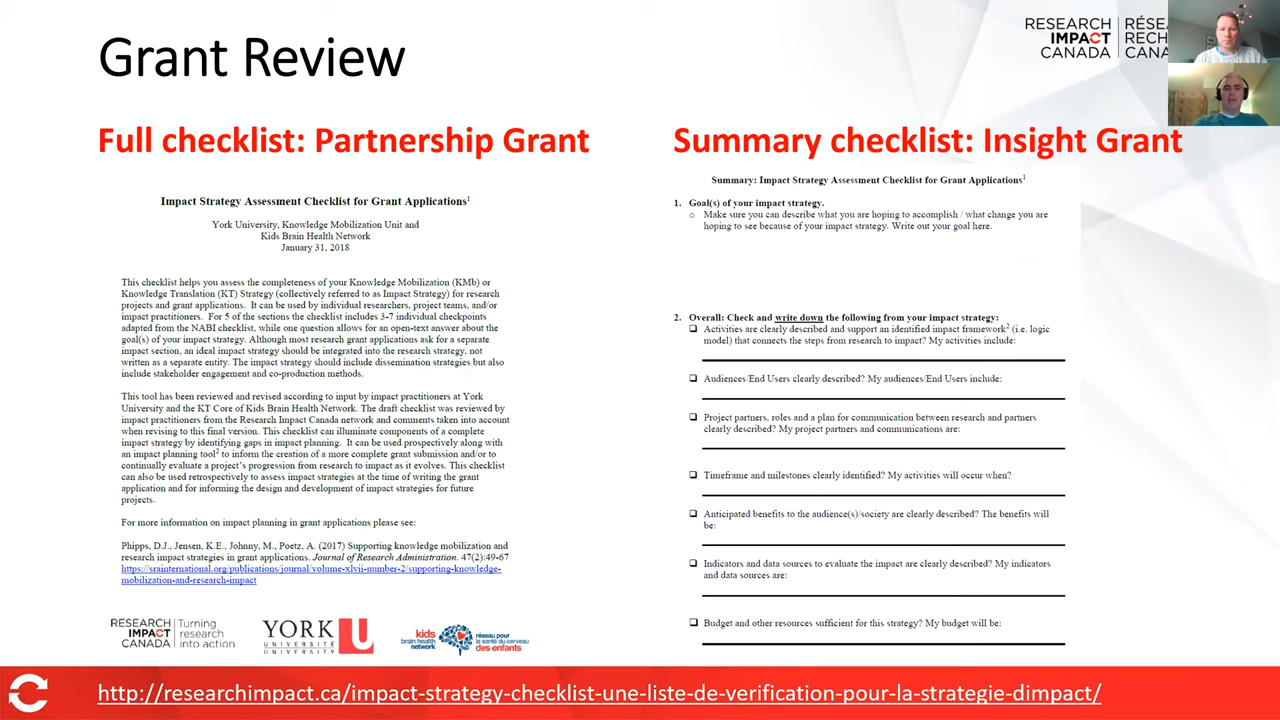 Grant Review
RESEARCH
IMPACT
CANADA
RÉSE
RECH
CANA
Full checklist: Partnership Grant
Impact Strategy Assessment Checklist for Grant Applications1
York University, Knowledge Mobilization Unit and
Kids Brain Health Network
January 31, 2018
This checklist helps you assess the completeness of your Knowledge Mobilization (KMb) or
Knowledge Translation (KT) Strategy (collectively referred to as Impact Strategy) for research
projects and grant applications. It can be used by individual researchers, project teams, and/or
impact practitioners. For 5 of the sections the checklist includes 3-7 individual checkpoints
adapted from the NABI checklist, while one question allows for an open-text answer about the
goal(s) of your impact strategy. Although most research grant applications ask for a separate
impact section, an ideal impact strategy should be integrated into the research strategy, not
written as a separate entity. The impact strategy should include dissemination strategies but also
include stakeholder engagement and co-production methods.
This tool has been reviewed and revised according to input by impact practitioners at York
University and the KT Core of Kids Brain Health Network. The draft checklist was reviewed by
impact practitioners from the Research Impact Canada network and comments taken into account
when revising to this final version. This checklist can illuminate components of a complete
impact strategy by identifying gaps in impact planning. It can be used prospectively along with
an impact planning tool2 to inform the creation of a more complete grant submission and/or to
continually evaluate a project's progression from research to impact as it evolves. This checklist
can also be used retrospectively to assess impact strategies at the time of writing the grant
application and for informing the design and development of impact strategies for future
projects.
For more information on impact planning in grant applications please see:
Phipps, D.J., Jensen, K.E., Johnny, M., Poetz, A. (2017) Supporting knowledge mobilization and
research impact strategies in grant applications. Journal of Research Administration. 47(2):49-67
https://srainternational.org/publications/journal/volume-xlvii-number-2/supporting-knowledge-
mobilization-and-research-impact
RESEARCH
IMPACT
CANADA
Turning
research
into action
YORK U
UNIVERSITÉ
UNIVERSITY
kids
brain health
network
réseau pour
la santé du cerveau
des enfants
Summary checklist: Insight Grant
Summary: Impact Strategy Assessment Checklist for Grant Applications1
1. Goal(s) of your impact strategy.
o Make sure you can describe what you are hoping to accomplish / what change you are
hoping to see because of your impact strategy. Write out your goal here.
2. Overall: Check and write down the following from your impact strategy:
❑ Activities are clearly described and support an identified impact framework2 (i.e. logic
model) that connects the steps from research to impact? My activities include:
❑ Audiences/End Users clearly described? My audiences/End Users include:
❑ Project partners, roles and a plan for communication between research and partners
clearly described? My project partners and communications are:
❑ Timeframe and milestones clearly identified? My activities will occur when?
❑ Anticipated benefits to the audience(s)/society are clearly described? The benefits will
be:
❑ Indicators and data sources to evaluate the impact are clearly described? My indicators
and data sources are:
❑ Budget and other resources sufficient for this strategy? My budget will be:
http://researchimpact.ca/impact-strategy-checklist-une-liste-de-verification-pour-la-strategie-dimpact/